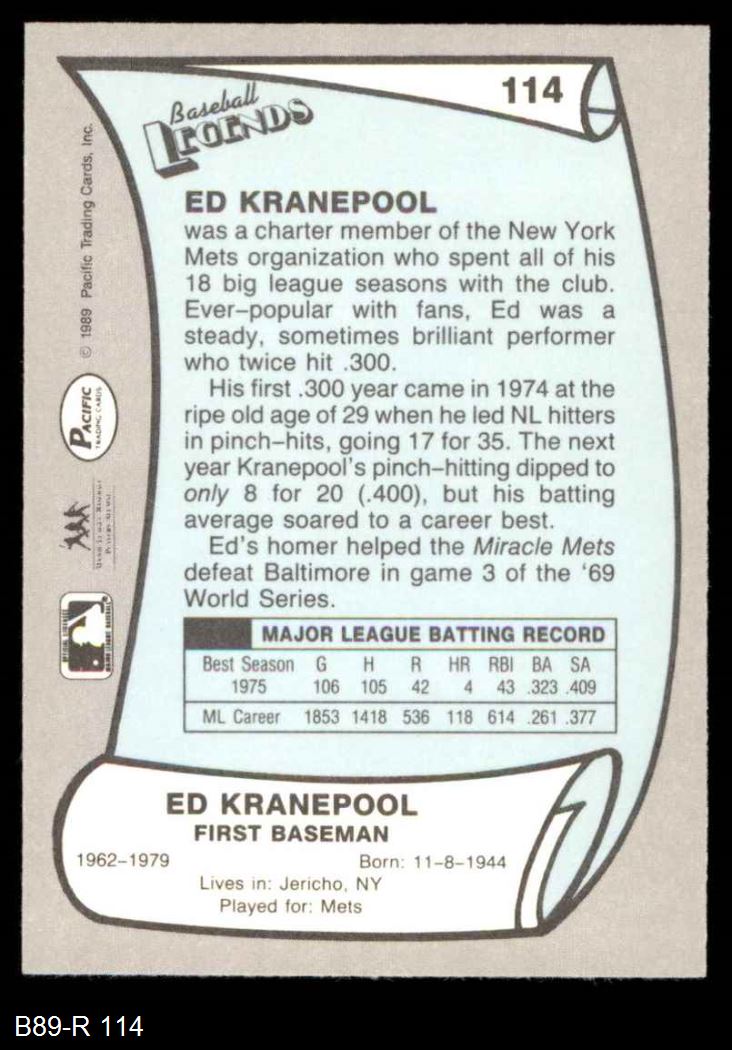 114
Baseball
LEGENDS
ED KRANEPOOL
was a charter member of the New York
Mets organization who spent all of his
18 big league seasons with the club.
Ever-popular with fans, Ed was a
steady, sometimes brilliant performer
who twice hit .300.
His first .300 year came in 1974 at the
ripe old age of 29 when he led NL hitters
in pinch-hits, going 17 for 35. The next
year Kranepool's pinch-hitting dipped to
only 8 for 20 (.400), but his batting
average soared to a career best.
Ed's homer helped the Miracle Mets
defeat Baltimore in game 3 of the '69
World Series.
MAJOR LEAGUE BATTING RECORD
Best Season G H R HR RBI BA SA
1975 106 105 42 4 43 .323 .409
ML Career 1853 1418 536 118 614 .261 .377
ED KRANEPOOL
FIRST BASEMAN
1962-1979 Born: 11-8-1944
Lives in: Jericho, NY
Played for: Mets
© 1989 Pacific Trading Cards, Inc.
PACIFIC
TRADING CARDS
B89-R 114